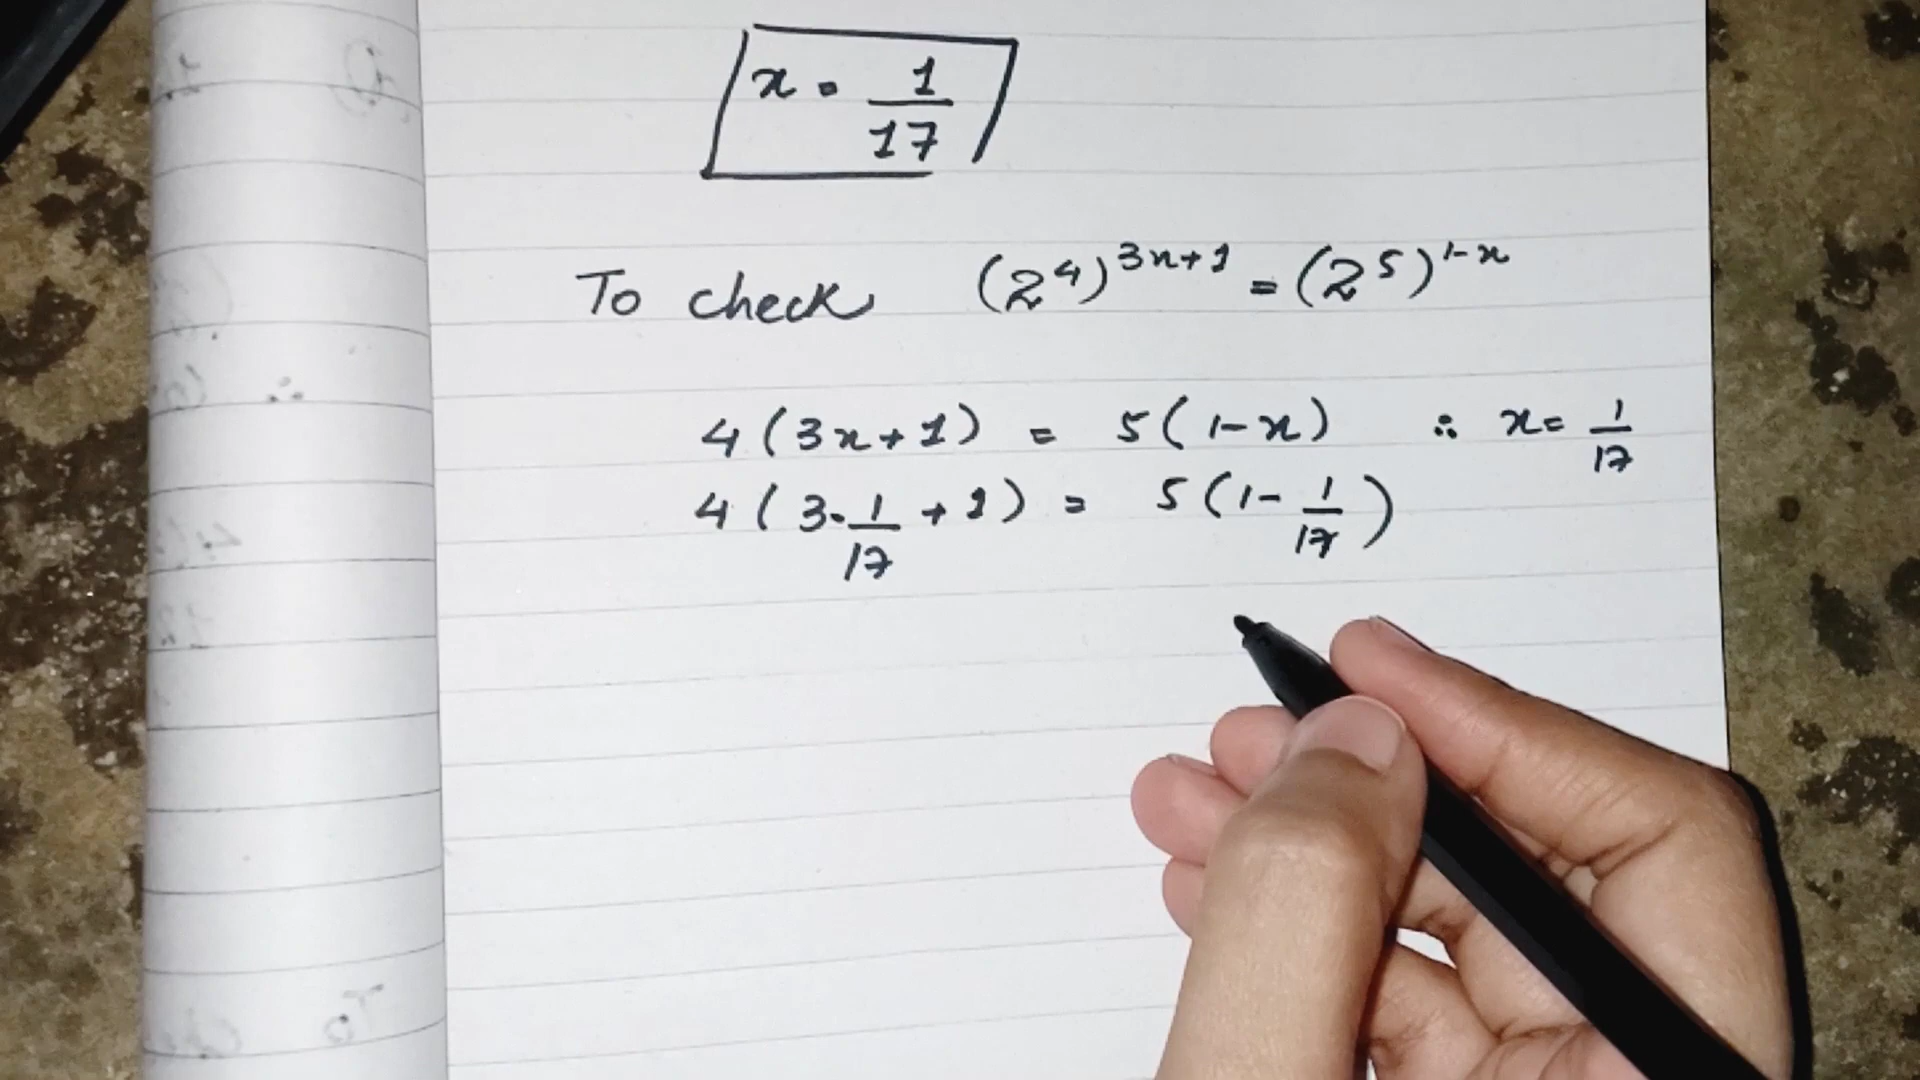 x = 1/17
To check (2^4)^3x+1 = (2^5)^1-x
4(3x+1) = 5(1-x) ∴ x = 1/17
4(3·1/17+1) = 5(1-1/17)